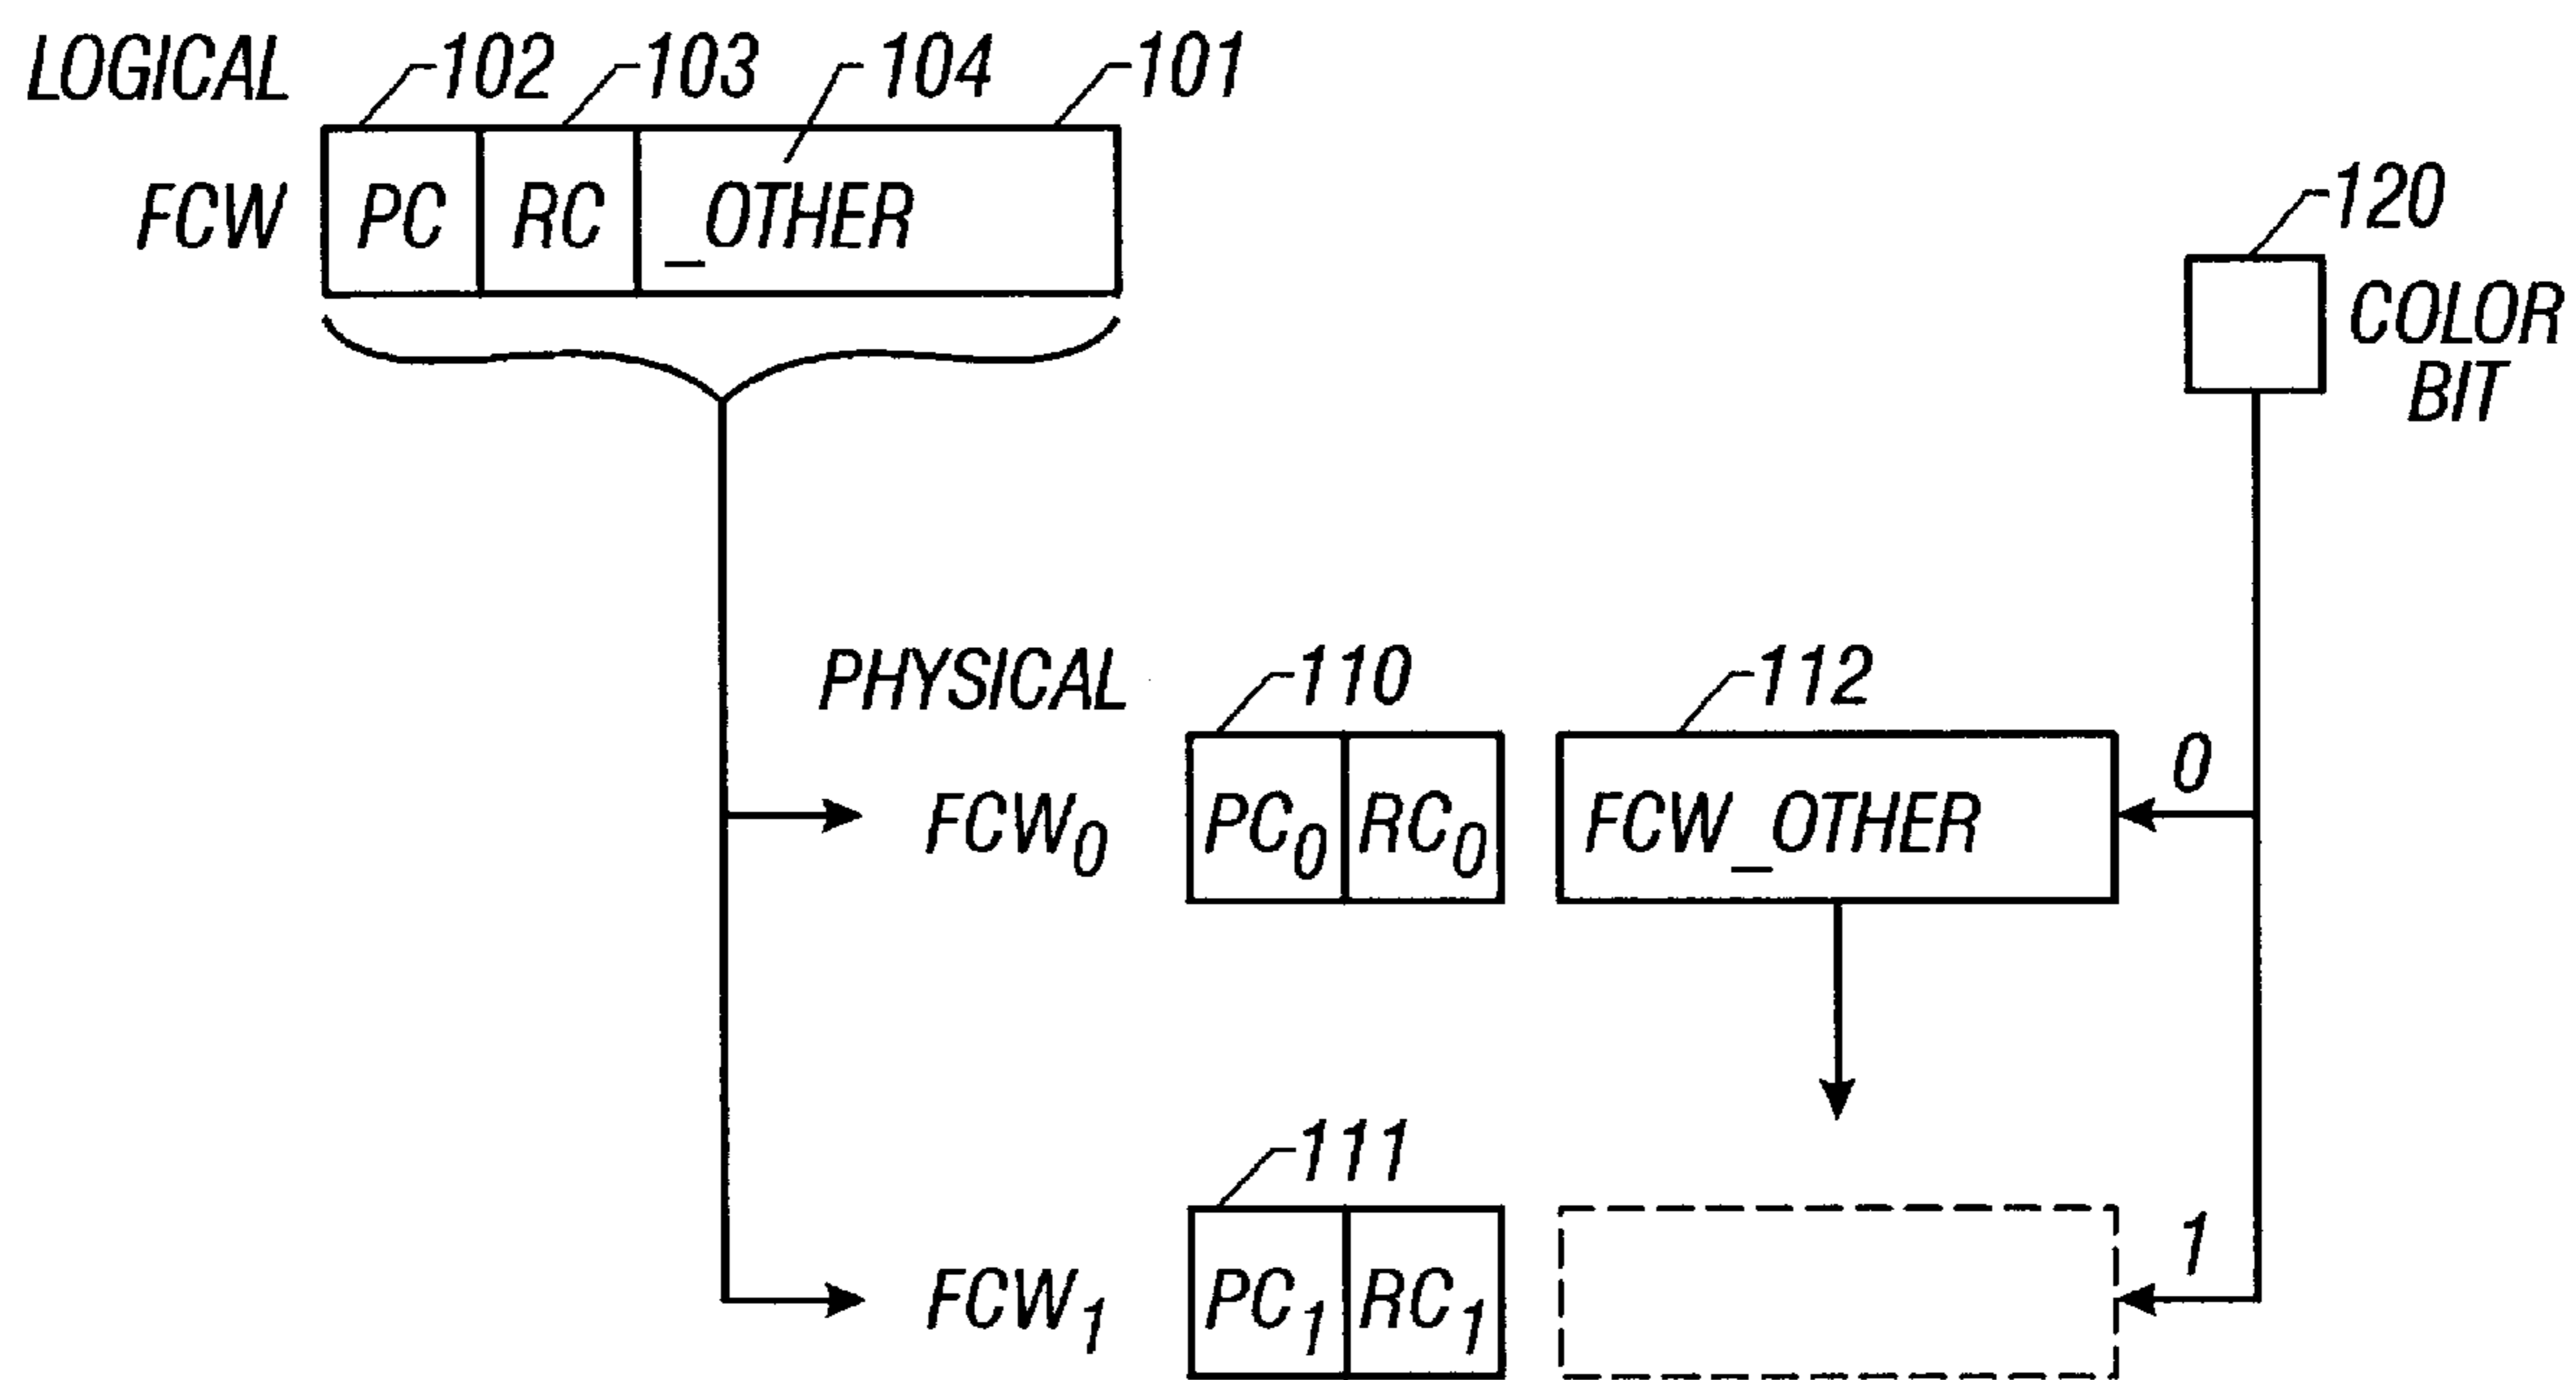 LOGICAL 102 103 104 101
FCW PC RC _OTHER
120
COLOR
BIT
PHYSICAL 110 112
FCW0 PC0 RC0 FCW_OTHER 0
111
FCW1 PC1 RC1 1